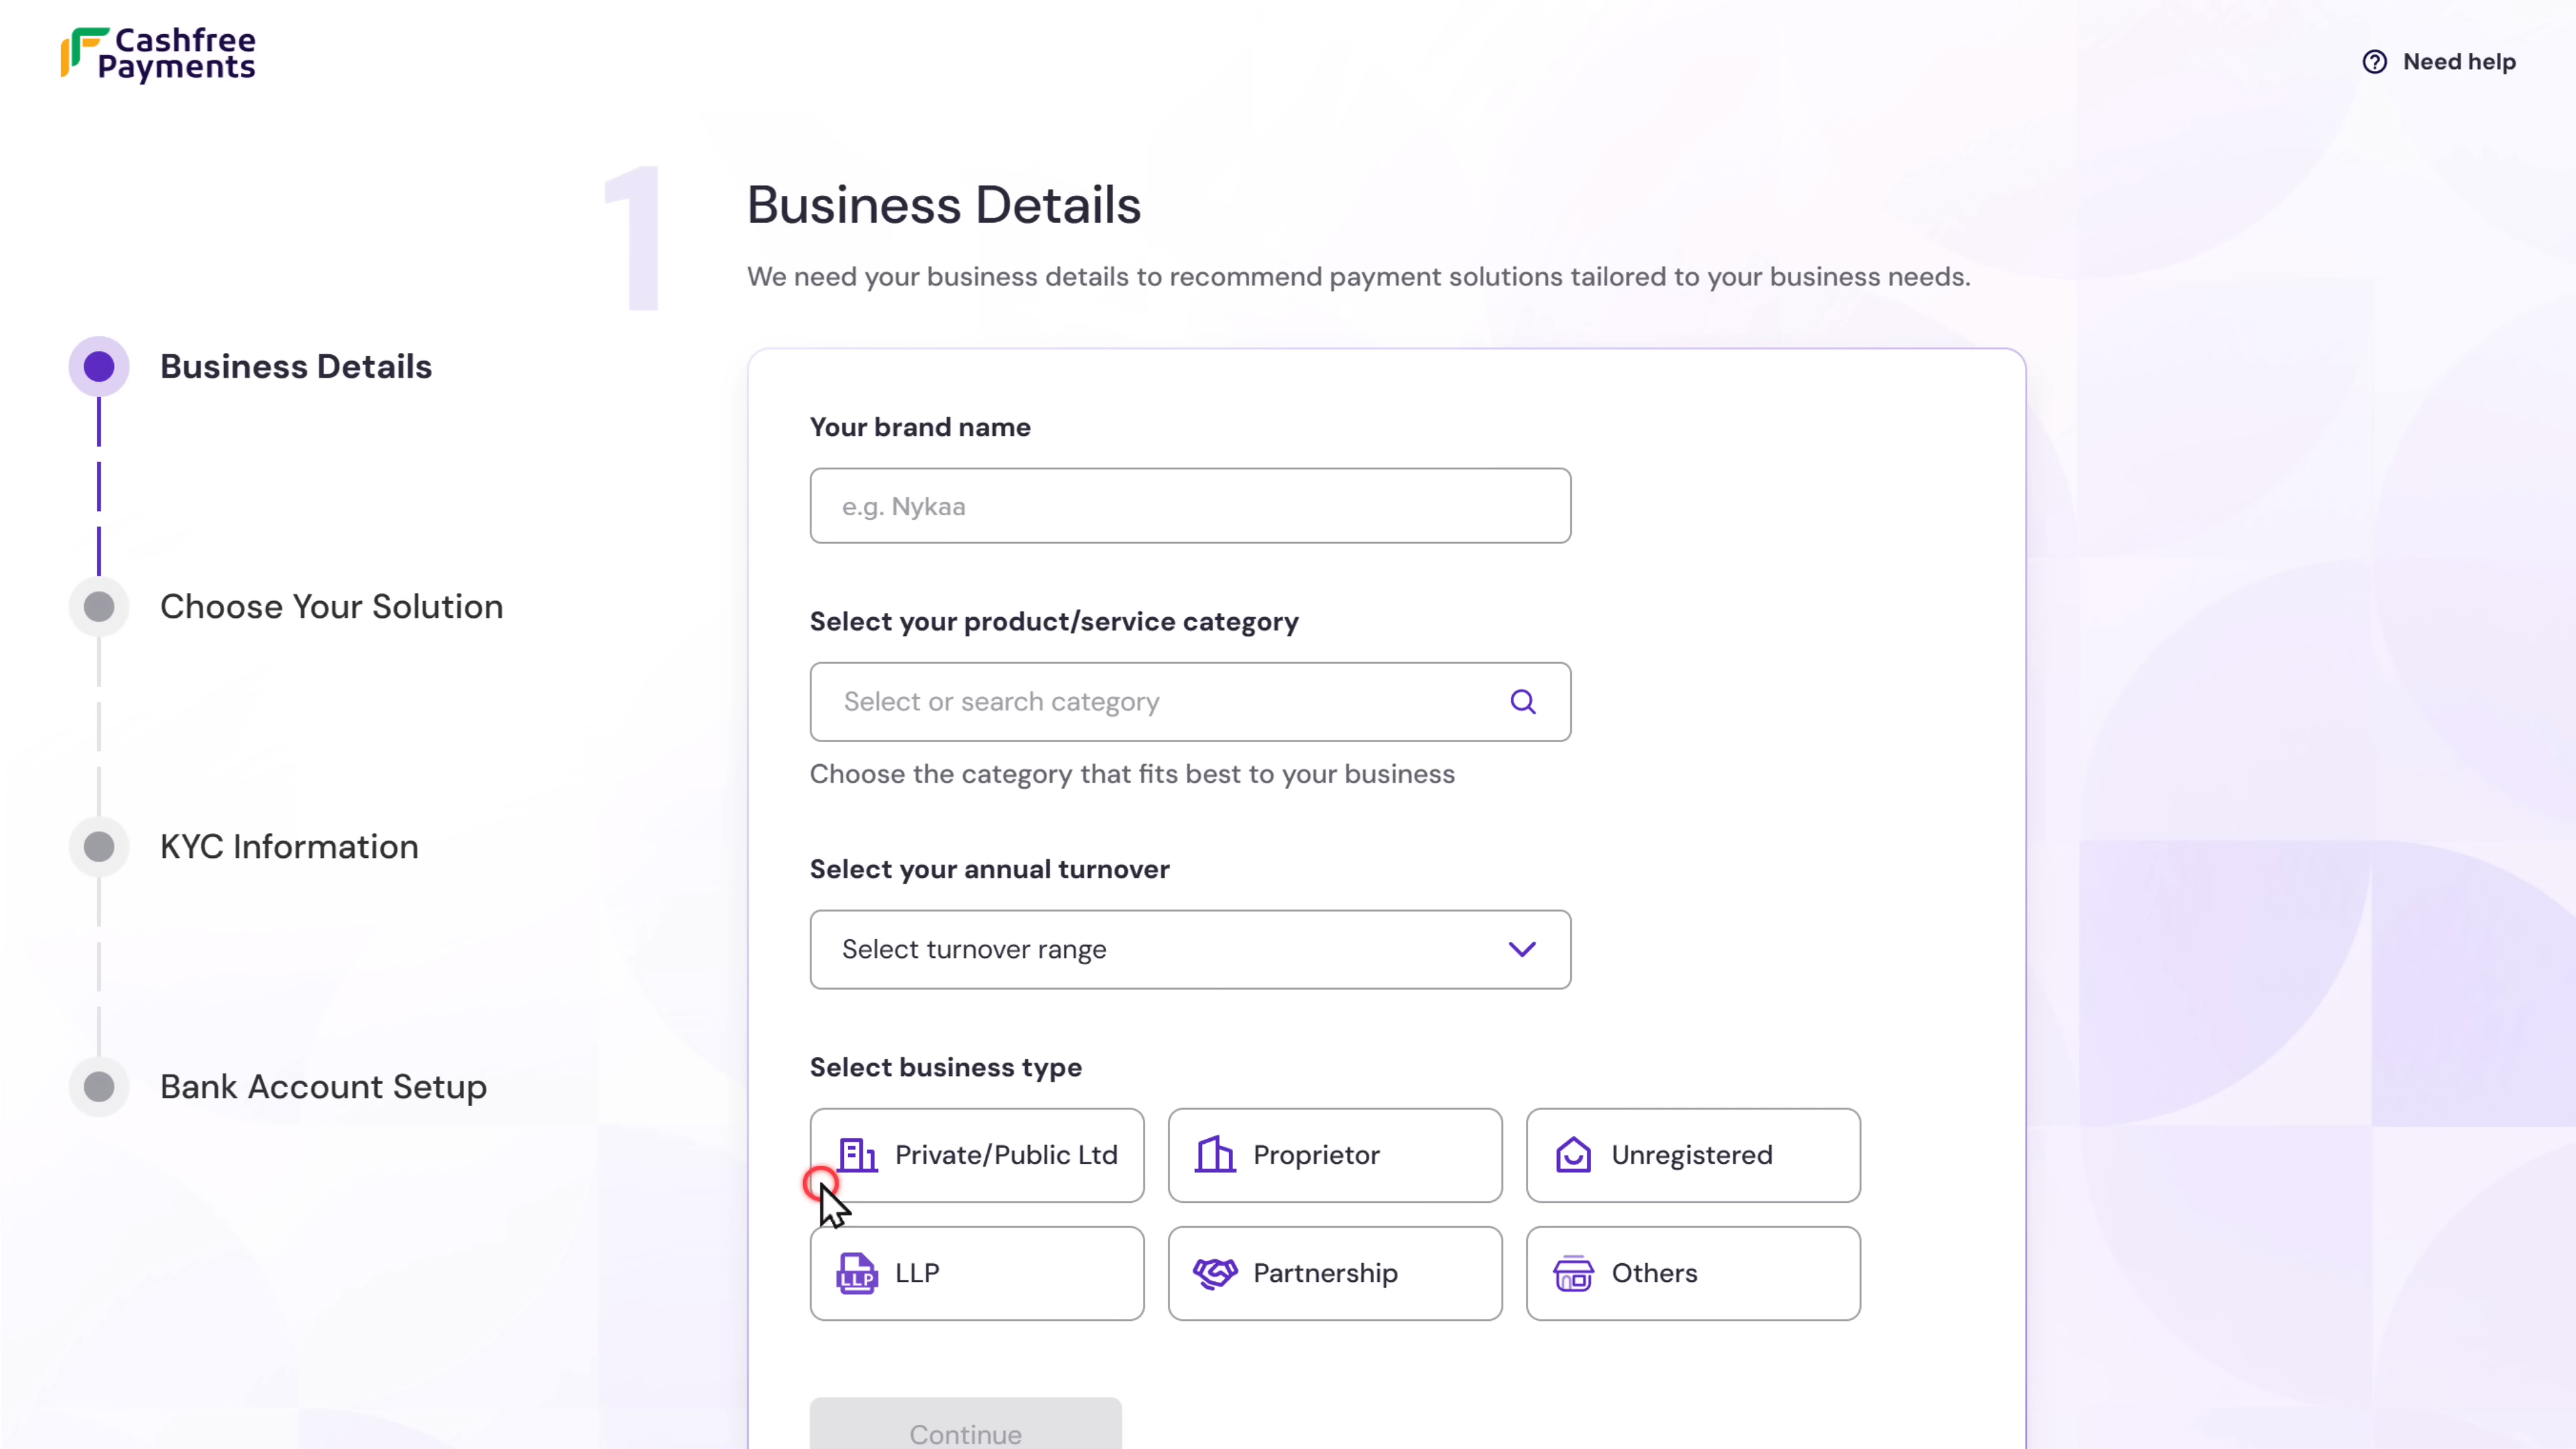 Cashfree
Payments
Need help
1
Business Details
We need your business details to recommend payment solutions tailored to your business needs.
Business Details
Choose Your Solution
KYC Information
Bank Account Setup
Your brand name
e.g. Nykaa
Select your product/service category
Select or search category
Choose the category that fits best to your business
Select your annual turnover
Select turnover range
Select business type
Private/Public Ltd
Proprietor
Unregistered
LLP
LLP
Partnership
Others
Continue